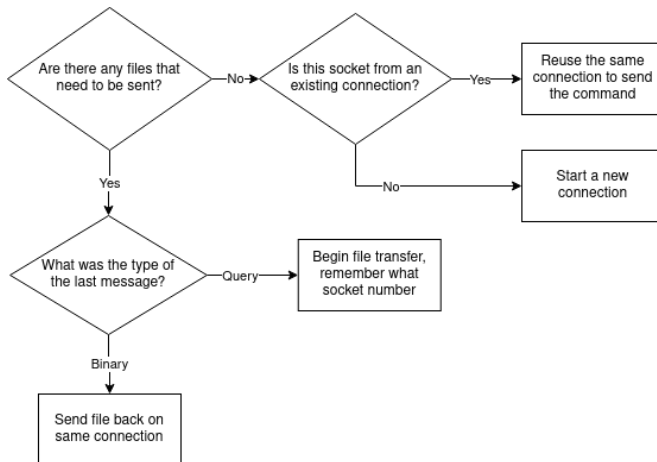 Are there any files that
need to be sent?
No
Is this socket from an
existing connection?
Yes
Reuse the same
connection to send
the command
No
Start a new
connection
Yes
What was the type of
the last message?
Query
Begin file transfer,
remember what
socket number
Binary
Send file back on
same connection